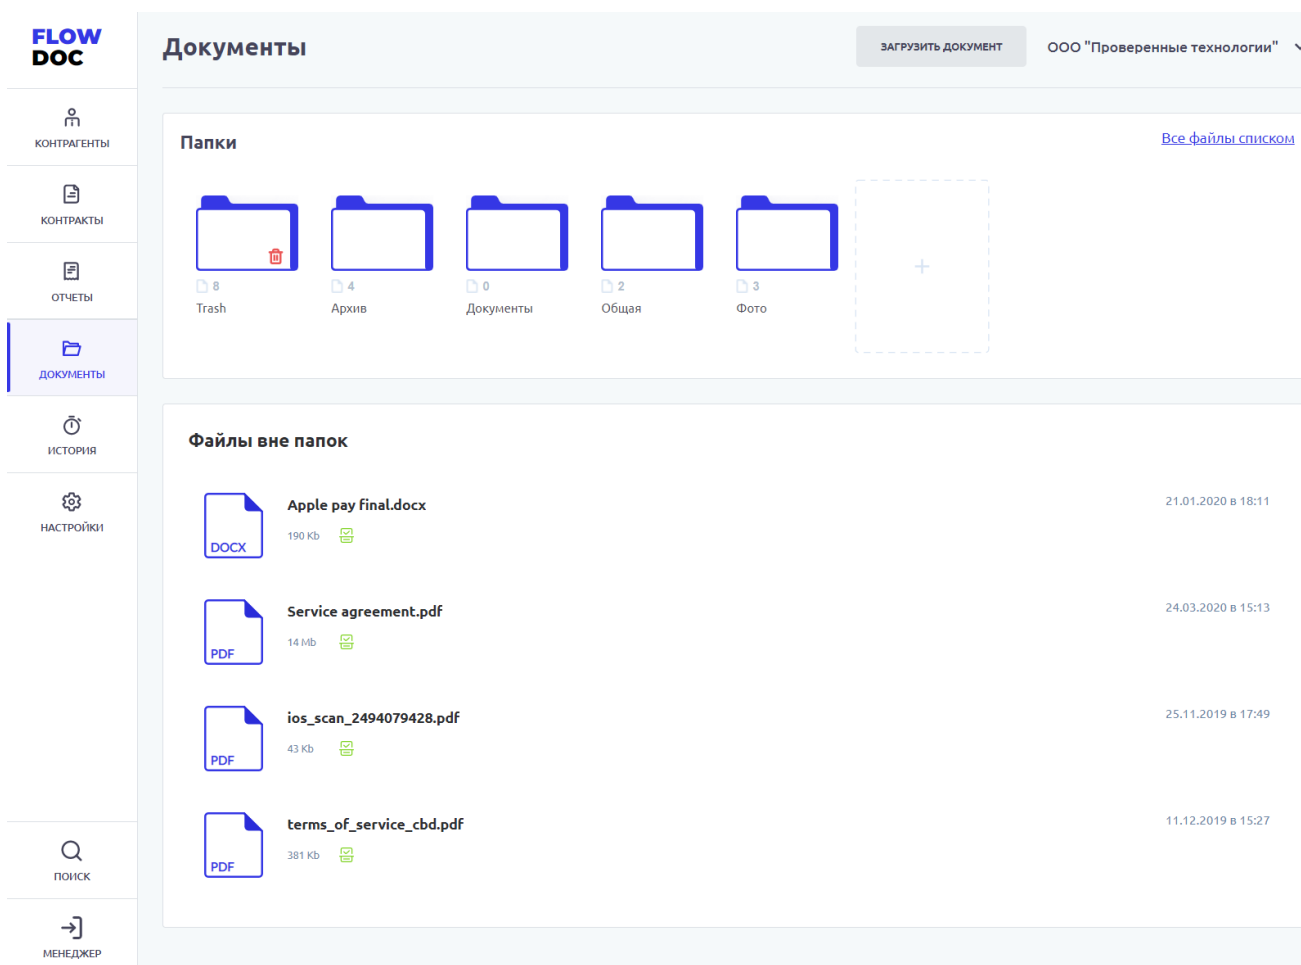 FLOW
DOC
Документы
ЗАГРУЗИТЬ ДОКУМЕНТ
ООО "Проверенные технологии"
КОНТРАГЕНТЫ
КОНТРАКТЫ
ОТЧЕТЫ
ДОКУМЕНТЫ
ИСТОРИЯ
НАСТРОЙКИ
ПОИСК
МЕНЕДЖЕР
Папки
Все файлы списком
8
Trash
4
Архив
0
Документы
2
Общая
3
Фото
+
Файлы вне папок
DOCX
Apple pay final.docx
190 Kb
21.01.2020 в 18:11
PDF
Service agreement.pdf
14 Mb
24.03.2020 в 15:13
PDF
ios_scan_2494079428.pdf
43 Kb
25.11.2019 в 17:49
PDF
terms_of_service_cbd.pdf
381 Kb
11.12.2019 в 15:27